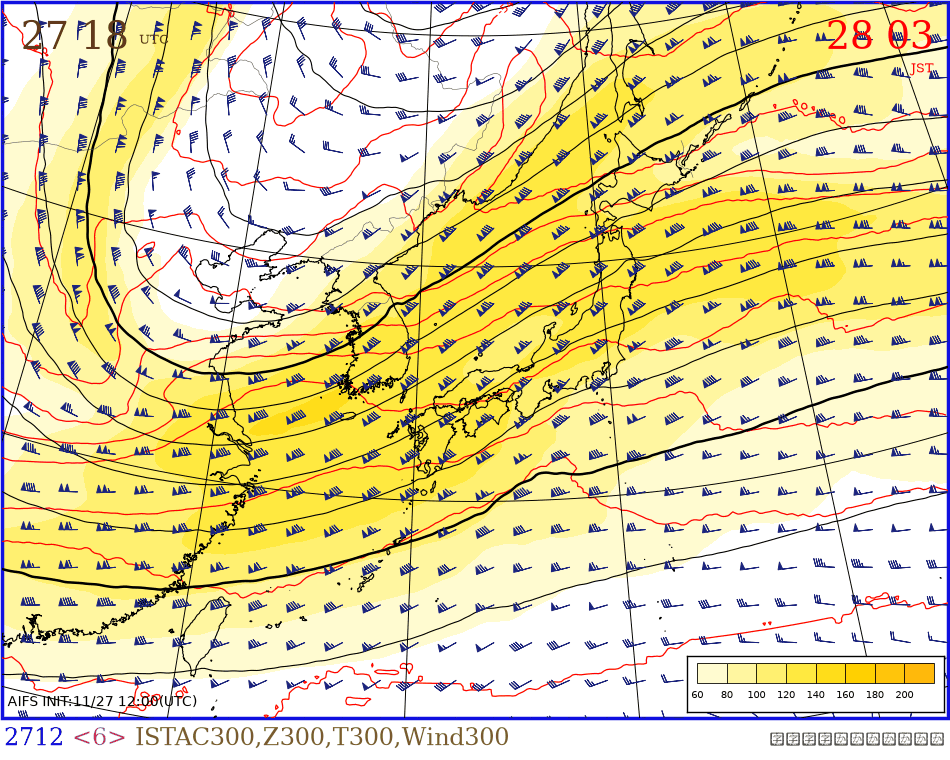 27 18 UTC
28 03
JST
60 80 100 120 140 160 180 200
AIFS INIT:11/27 12:00(UTC)
2712 <6> ISTAC300,Z300,T300,Wind300